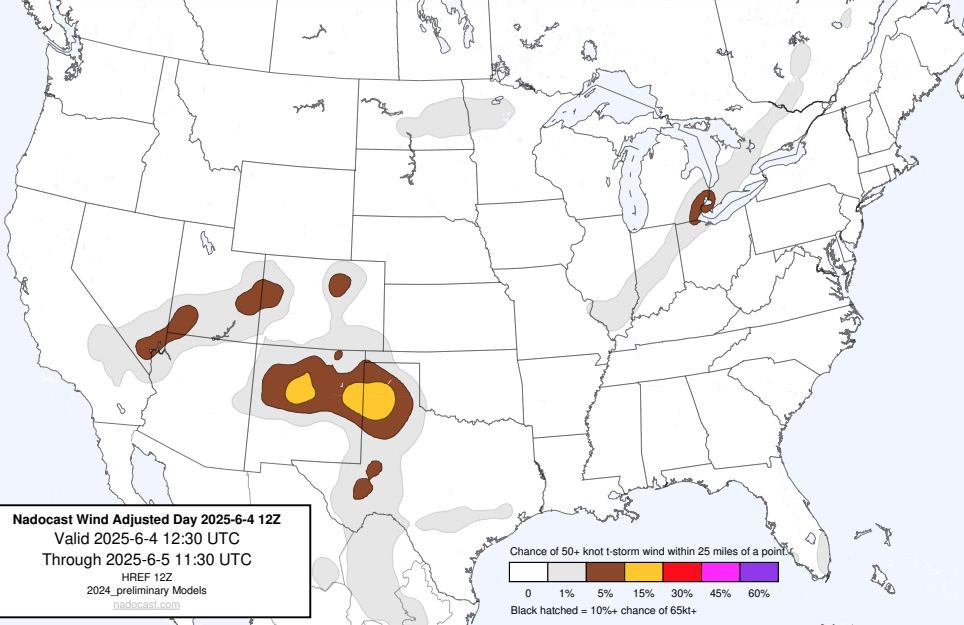 Nadocast Wind Adjusted Day 2025-6-4 12Z
Valid 2025-6-4 12:30 UTC
Through 2025-6-5 11:30 UTC
HREF 12Z
2024_preliminary Models
nadocast.com
Chance of 50+ knot t-storm wind within 25 miles of a point.
0 1% 5% 15% 30% 45% 60%
Black hatched = 10%+ chance of 65kt+